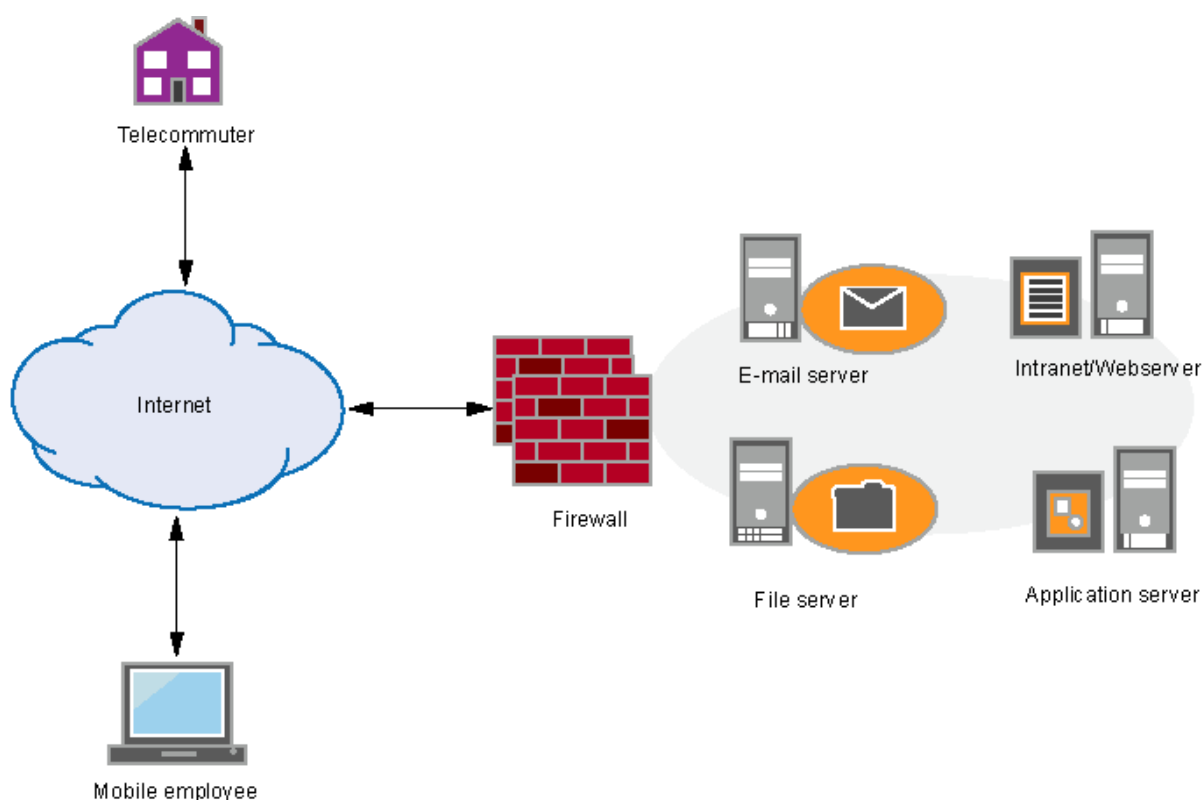 Telecommuter
Internet
Firewall
E-mail server
Intranet/Webserver
File server
Application server
Mobile employee